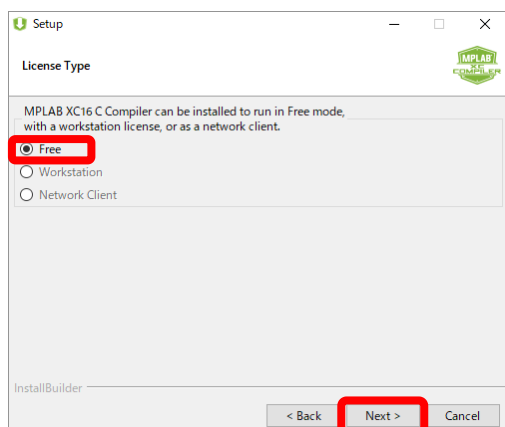 Setup
License Type
MPLAB
XC
COMPILER
MPLAB XC16 C Compiler can be installed to run in Free mode,
with a workstation license, or as a network client.
Free
Workstation
Network Client
InstallBuilder
< Back Next > Cancel